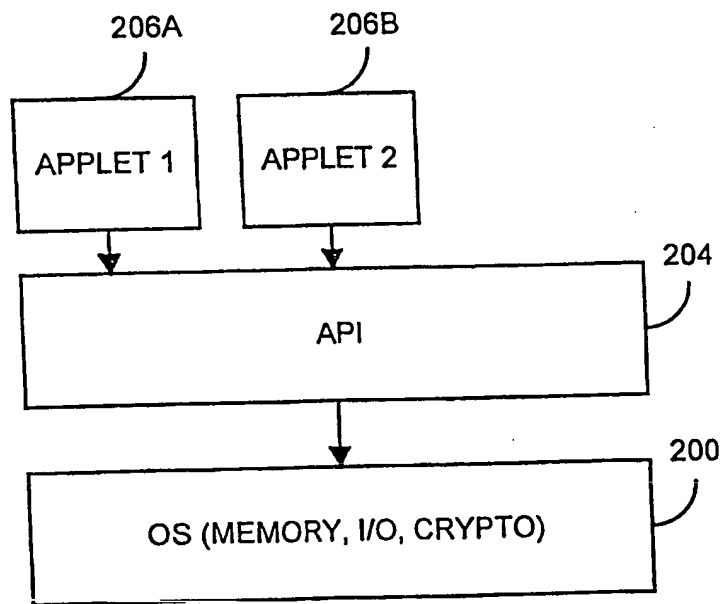 206A
206B
APPLET 1
APPLET 2
204
API
200
OS (MEMORY, I/O, CRYPTO)